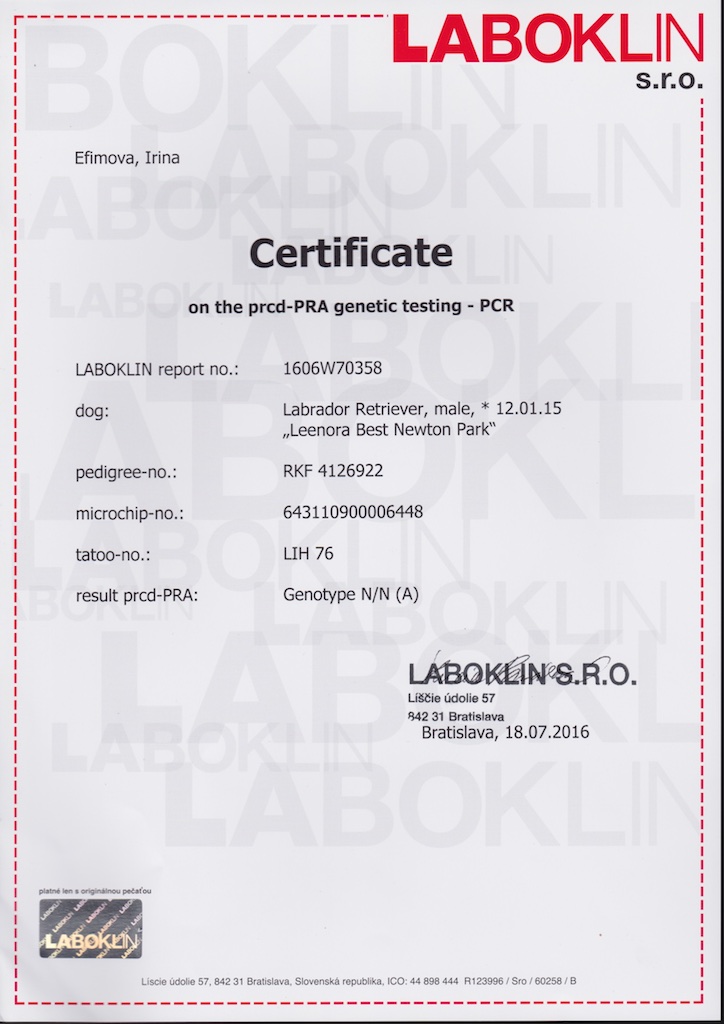 LABOKLIN
s.r.o.
Efimova, Irina
Certificate
on the prcd-PRA genetic testing - PCR
LABOKLIN report no.: 1606W70358
dog: Labrador Retriever, male, * 12.01.15
„Leenora Best Newton Park“
pedigree-no.: RKF 4126922
microchip-no.: 643110900006448
tatoo-no.: LIH 76
result prcd-PRA: Genotype N/N (A)
LABOKLIN S.R.O.
Líščie údolie 57
842 31 Bratislava
Bratislava, 18.07.2016
platné len s originálnou pečaťou
LABOKLIN
Líscie údolie 57, 842 31 Bratislava, Slovenská republika, ICO: 44 898 444 R123996 / Sro / 60258 / B